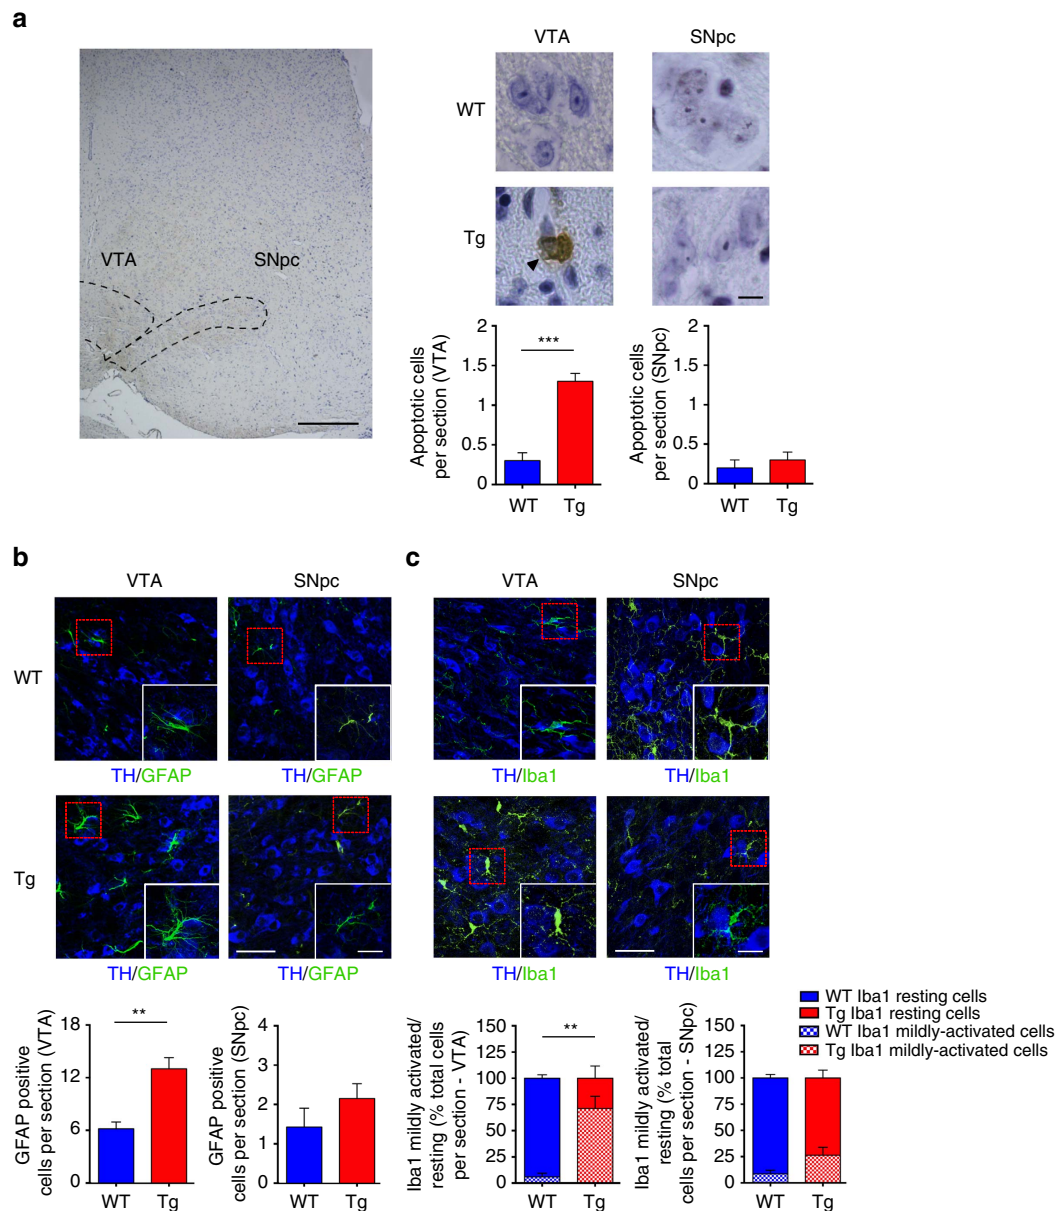 a
VTA
SNpc
WT
Tg
VTA
SNpc
Apoptotic cells
per section (VTA)
2
1.5
1
0.5
0
***
WT
Tg
Apoptotic cells
per section (SNpc)
2
1.5
1
0.5
0
WT
Tg
b
VTA
SNpc
WT
TH/GFAP
TH/GFAP
Tg
TH/GFAP
TH/GFAP
GFAP positive
cells per section (VTA)
18
12
6
0
**
WT
Tg
GFAP positive
cells per section (SNpc)
4
3
2
1
0
WT
Tg
c
VTA
SNpc
TH/Iba1
TH/Iba1
TH/Iba1
TH/Iba1
Iba1 mildly activated/
resting (% total cells
per section - VTA)
150
125
100
75
50
25
0
**
WT
Tg
Iba1 mildly activated/
resting (% total
cells per section - SNpc)
150
125
100
75
50
25
0
WT
Tg
WT Iba1 resting cells
Tg Iba1 resting cells
WT Iba1 mildly-activated cells
Tg Iba1 mildly-activated cells